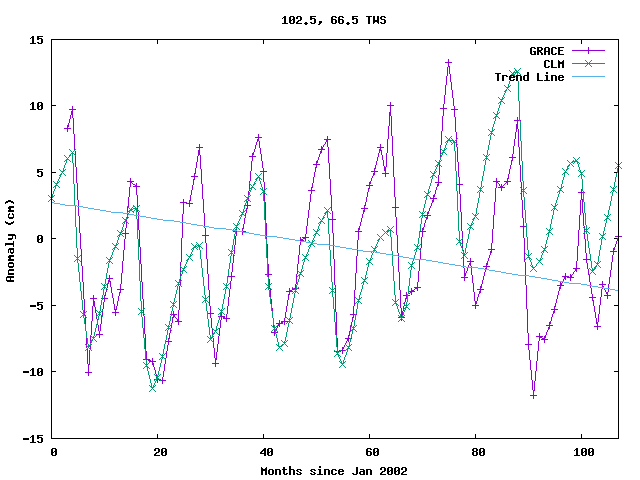 102.5, 66.5 TWS
GRACE
CLM
Trend Line
15
10
5
0
-5
-10
-15
Anomaly (cm)
0 20 40 60 80 100
Months since Jan 2002